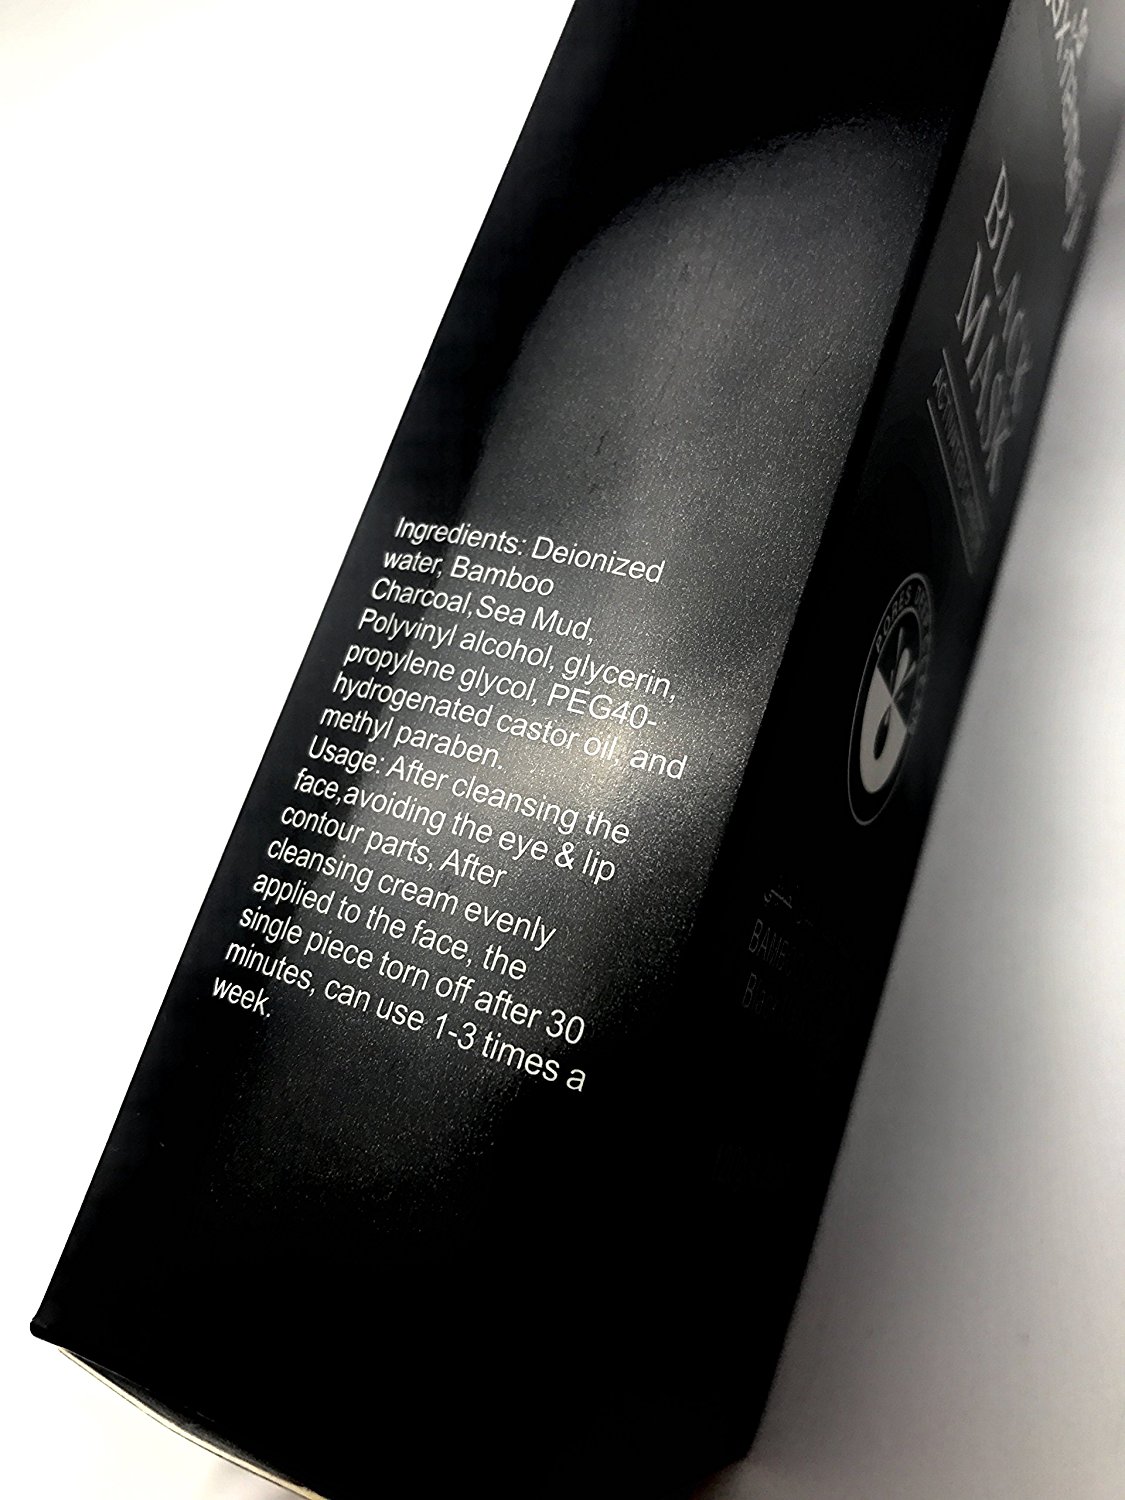 Ingredients: Deionized
water, Bamboo
Charcoal,Sea Mud,
Polyvinyl alcohol, glycerin,
propylene glycol, PEG40-
hydrogenated castor oil, and
methyl paraben.
Usage: After cleansing the
face,avoiding the eye & lip
contour parts, After
cleansing cream evenly
applied to the face, the
single piece torn off after 30
minutes, can use 1-3 times a
week.
BLACK
MASK
PORES